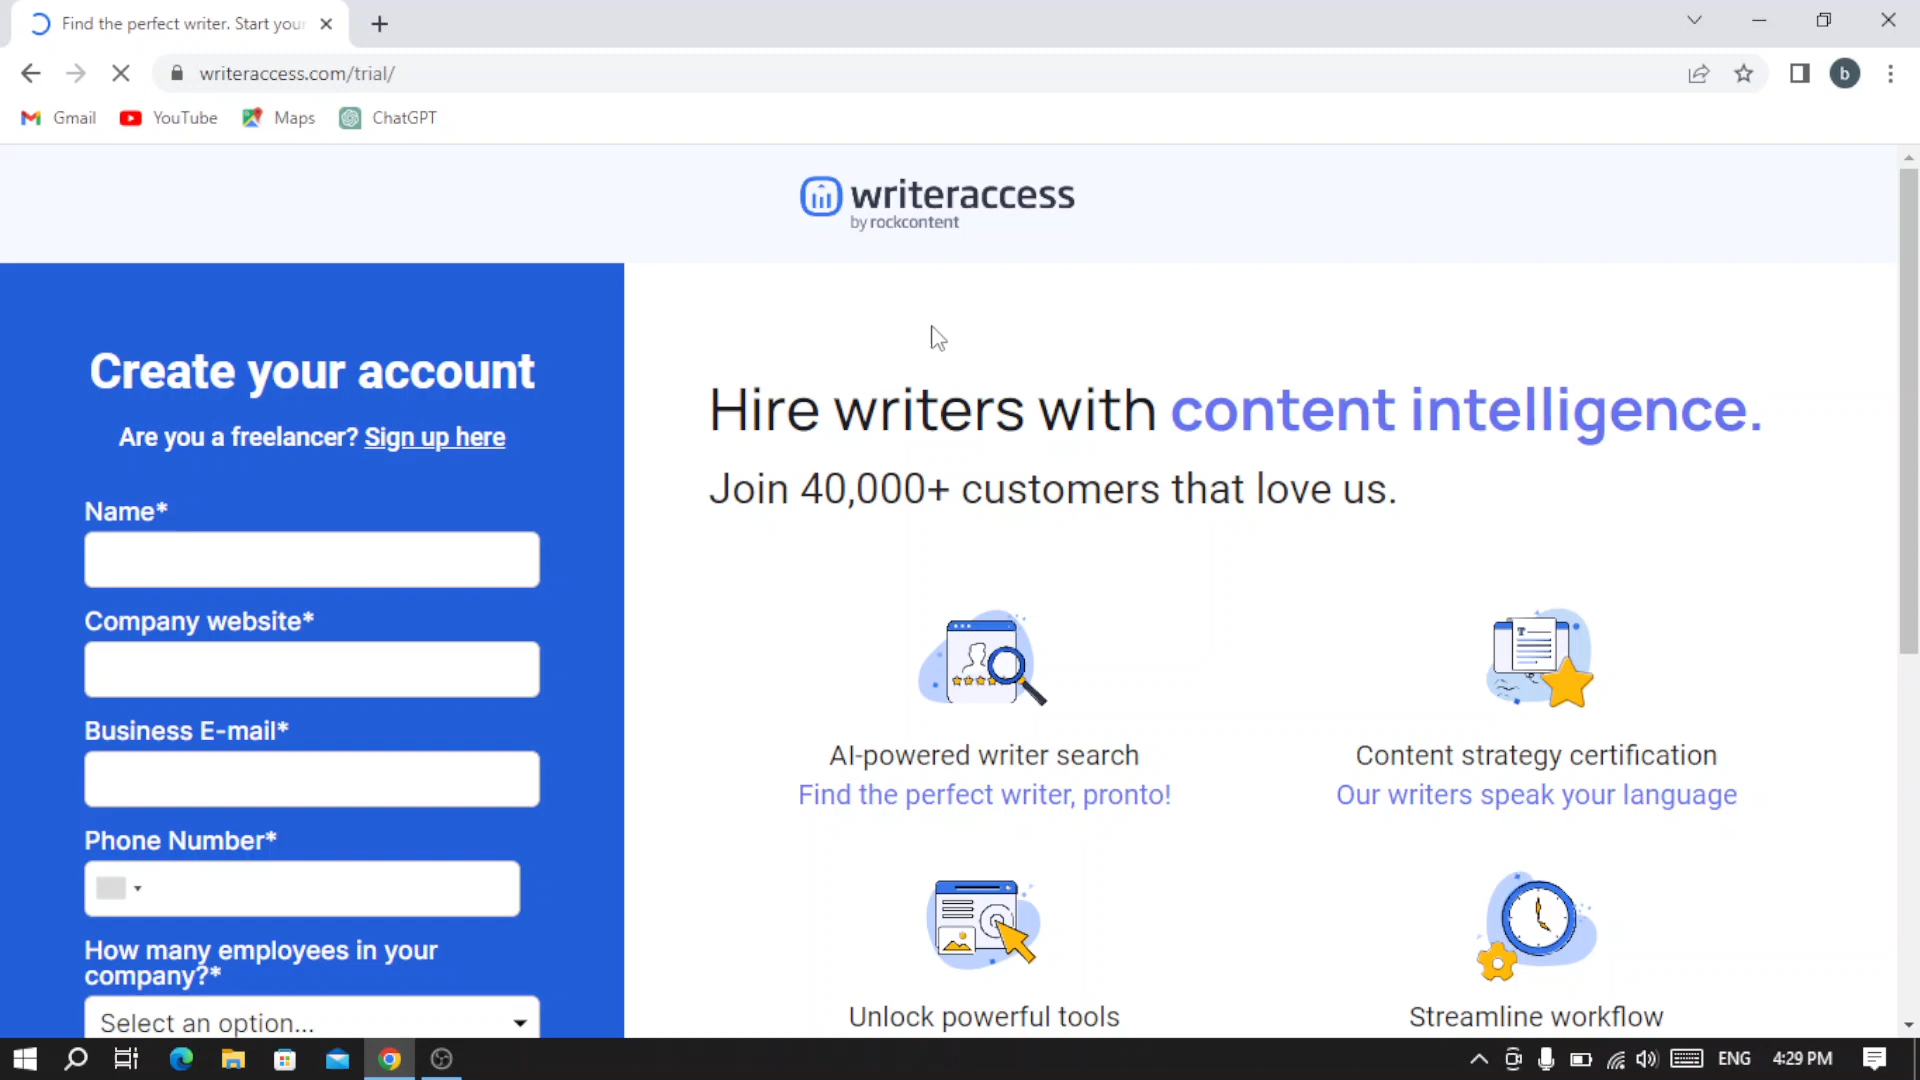 Find the perfect writer. Start your
writeraccess.com/trial/
b
Gmail
YouTube
Maps
ChatGPT
writeraccess
by rockcontent
Create your account
Are you a freelancer? Sign up here
Name*
Company website*
Business E-mail*
Phone Number*
How many employees in your
company?*
Select an option...
Hire writers with content intelligence.
Join 40,000+ customers that love us.
AI-powered writer search
Find the perfect writer, pronto!
Content strategy certification
Our writers speak your language
Unlock powerful tools
Streamline workflow
ENG
4:29 PM